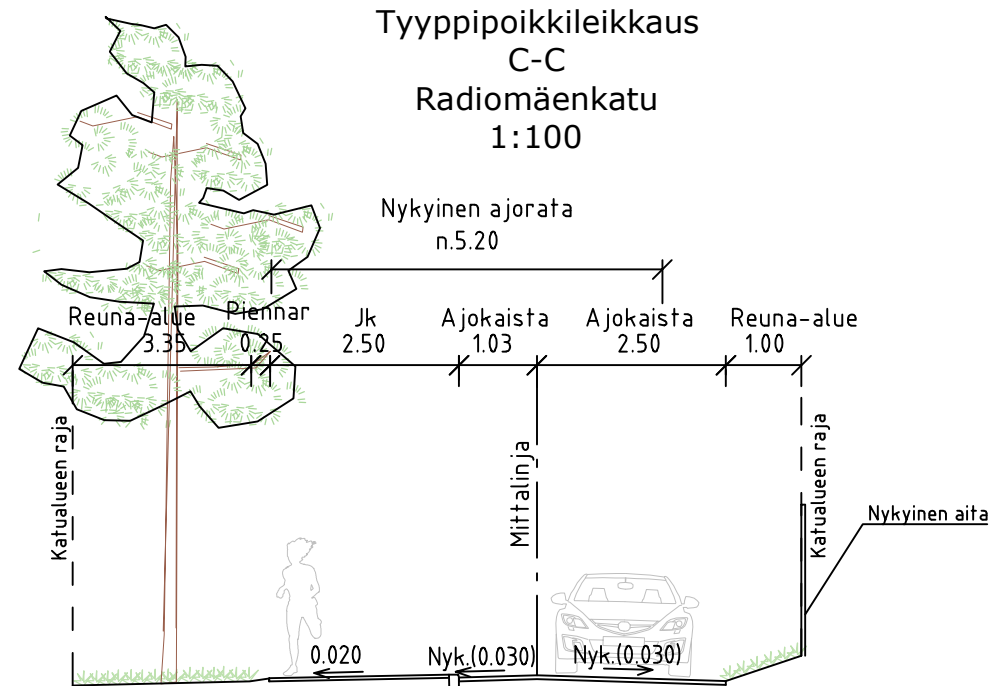 Tyyppipoikkileikkaus
C-C
Radiomäenkatu
1:100
Nykyinen ajorata
n.5.20
Reuna-alue Piennar Jk Ajokaista Ajokaista Reuna-alue
3.35 0.25 2.50 1.03 2.50 1.00
Katualueen raja
Mittalinja
Katualueen raja
Nykyinen aita
0.020 Nyk.(0.030) Nyk.(0.030)